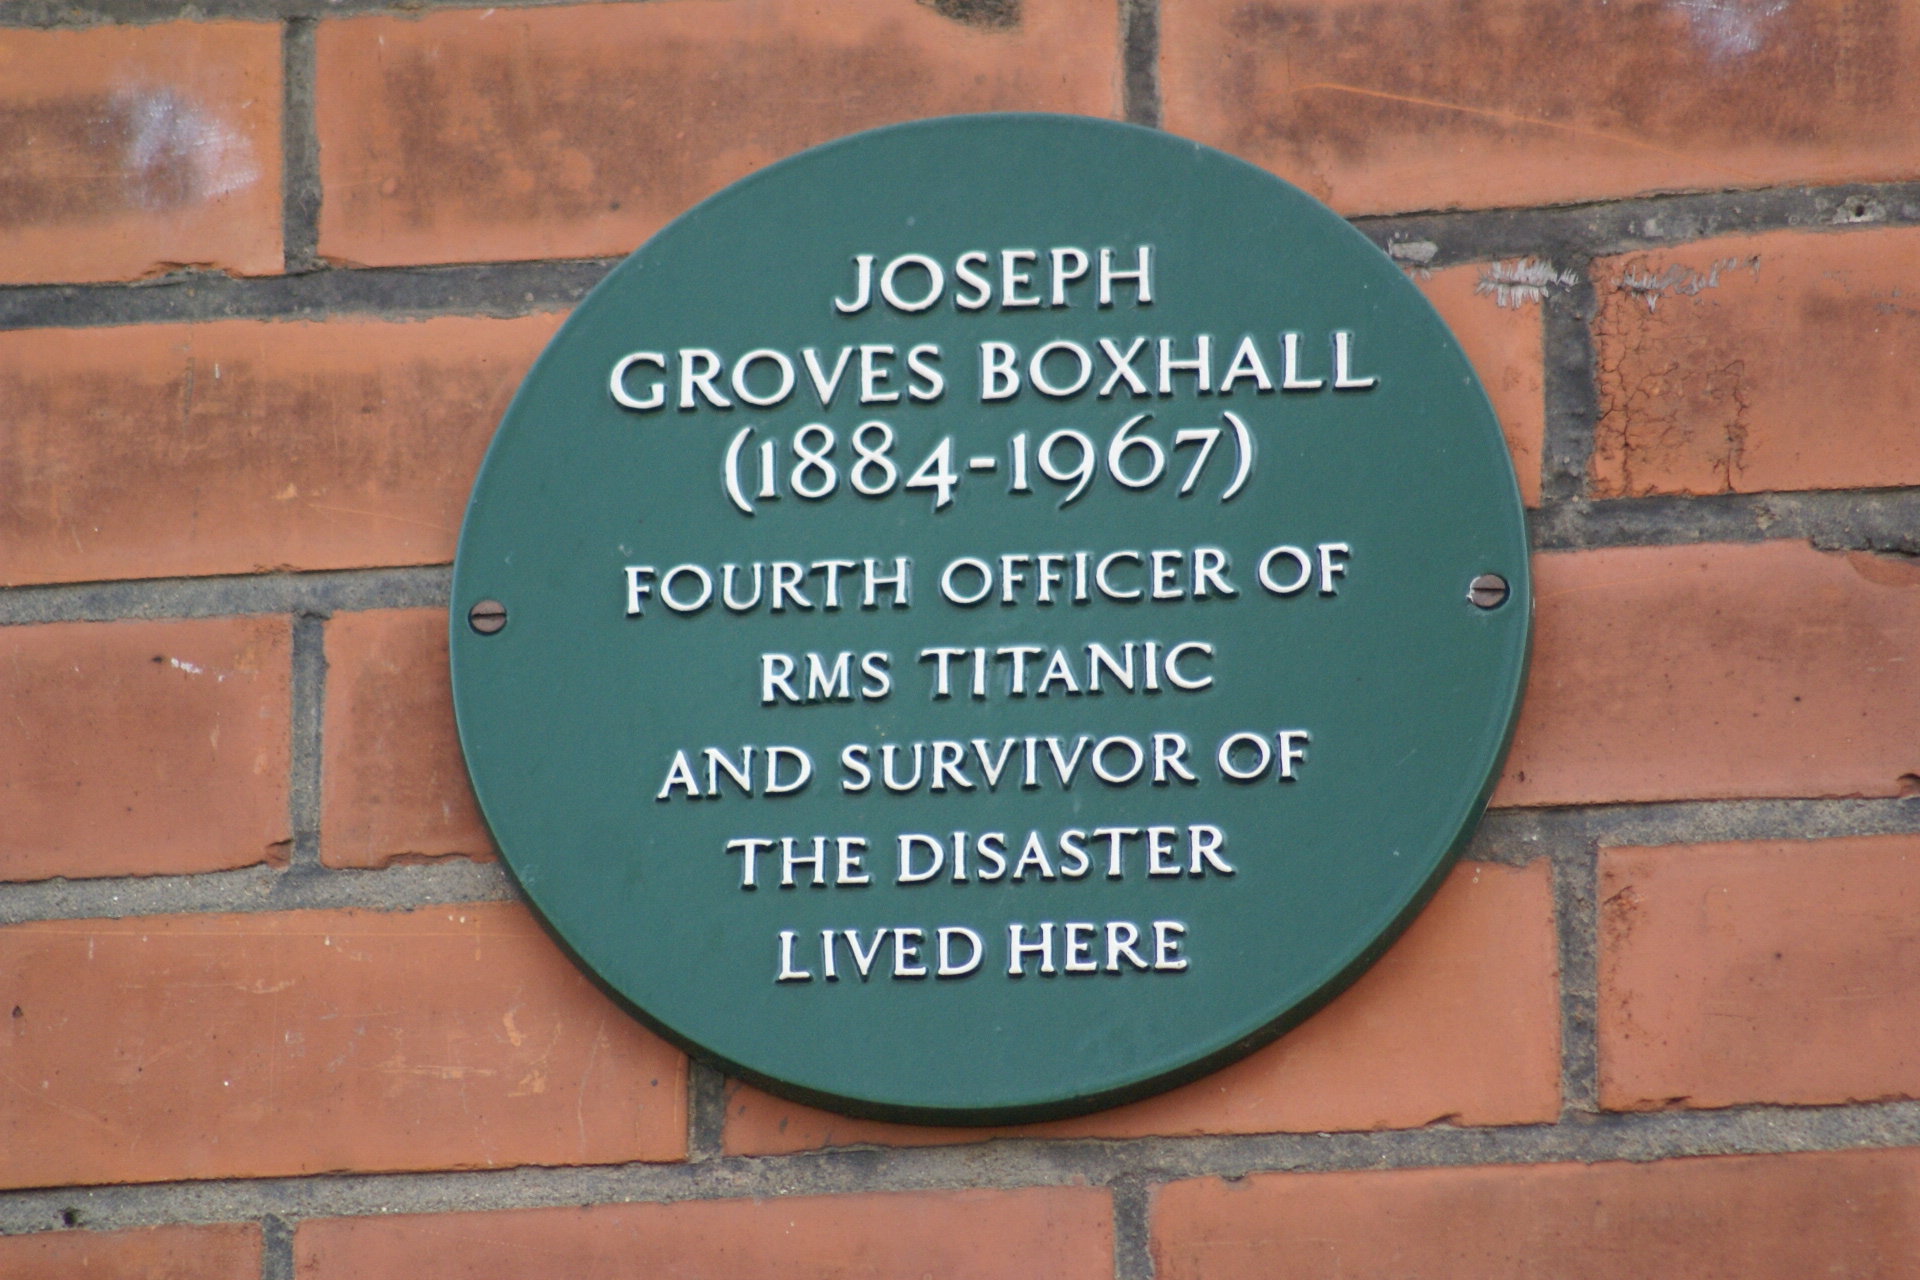 JOSEPH
GROVES BOXHALL
(1884-1967)
FOURTH OFFICER OF
RMS TITANIC
AND SURVIVOR OF
THE DISASTER
LIVED HERE